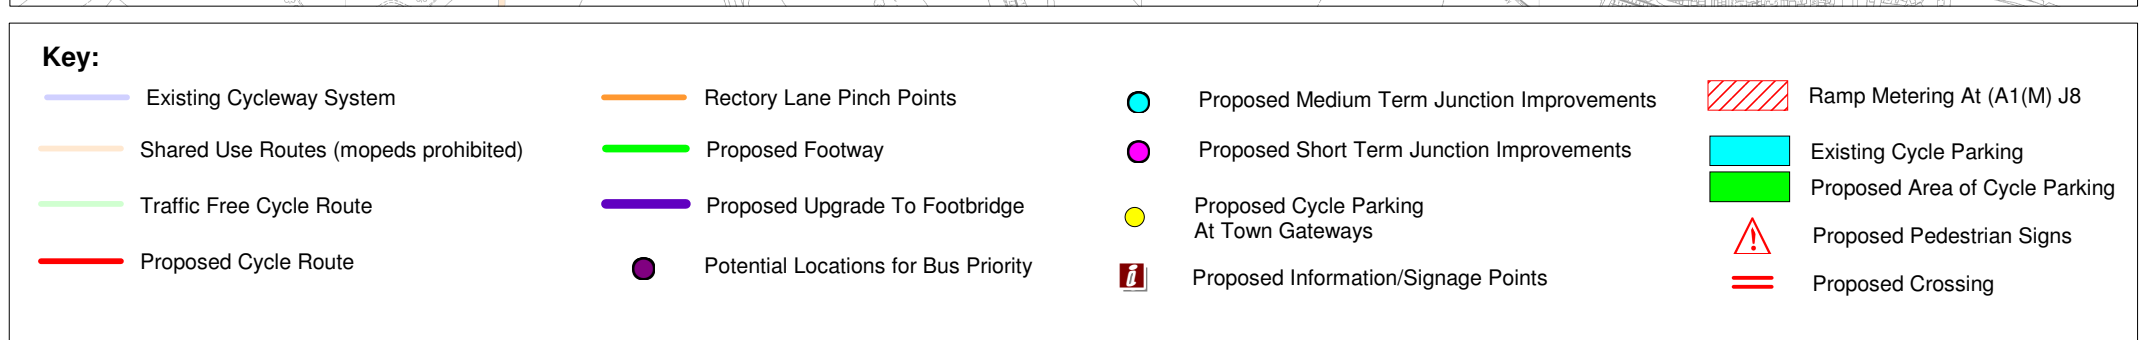 Key:
Existing Cycleway System
Shared Use Routes (mopeds prohibited)
Traffic Free Cycle Route
Proposed Cycle Route
Rectory Lane Pinch Points
Proposed Footway
Proposed Upgrade To Footbridge
Potential Locations for Bus Priority
Proposed Medium Term Junction Improvements
Proposed Short Term Junction Improvements
Proposed Cycle Parking
At Town Gateways
i
Proposed Information/Signage Points
Ramp Metering At (A1(M) J8
Existing Cycle Parking
Proposed Area of Cycle Parking
!
Proposed Pedestrian Signs
Proposed Crossing